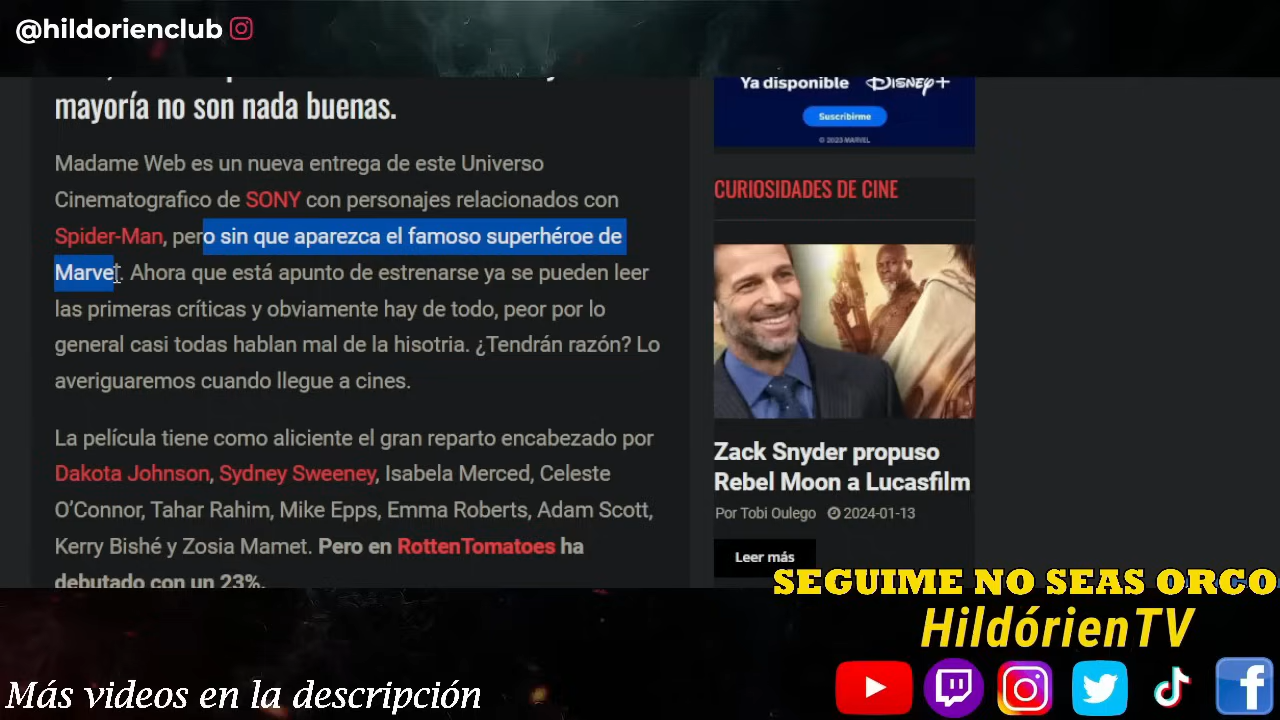 @hildorienclub
mayoría no son nada buenas.
Madame Web es un nueva entrega de este Universo
Cinematografico de SONY con personajes relacionados con
Spider-Man, pero sin que aparezca el famoso superhéroe de
Marvel. Ahora que está apunto de estrenarse ya se pueden leer
las primeras críticas y obviamente hay de todo, peor por lo
general casi todas hablan mal de la hisotria. ¿Tendrán razón? Lo
averiguaremos cuando llegue a cines.
La película tiene como aliciente el gran reparto encabezado por
Dakota Johnson, Sydney Sweeney, Isabela Merced, Celeste
O’Connor, Tahar Rahim, Mike Epps, Emma Roberts, Adam Scott,
Kerry Bishé y Zosia Mamet. Pero en RottenTomatoes ha
debutado con un 23%.
Ya disponible Disney+
Suscribirme
© 2023 MARVEL
CURIOSIDADES DE CINE
Zack Snyder propuso
Rebel Moon a Lucasfilm
Por Tobi Oulego 2024-01-13
Leer más
SEGUIME NO SEAS ORCO
HildórienTV
Más videos en la descripción